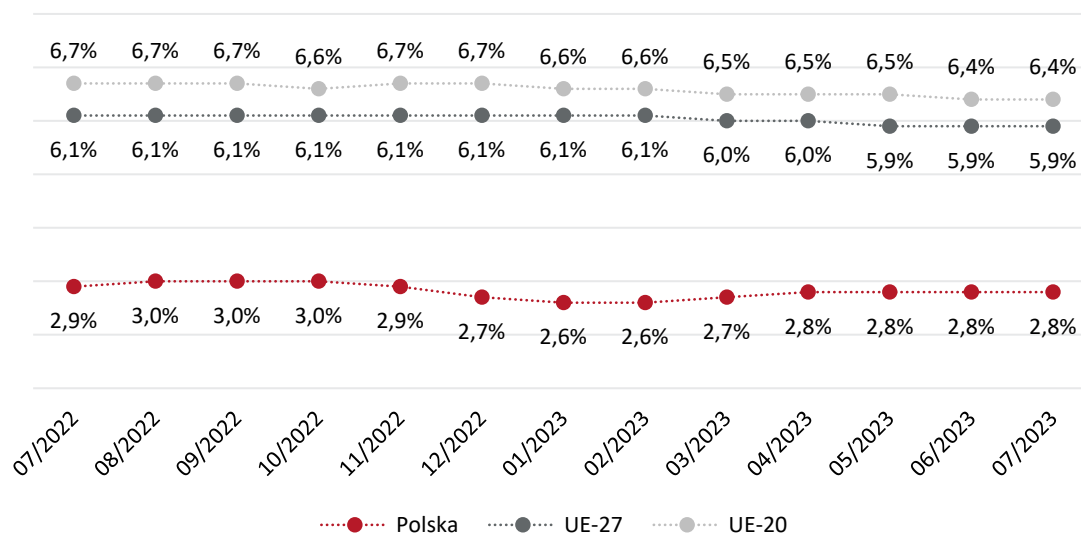 6,7% 6,7% 6,7% 6,6% 6,7% 6,7% 6,6% 6,6% 6,5% 6,5% 6,5% 6,4% 6,4%
6,1% 6,1% 6,1% 6,1% 6,1% 6,1% 6,1% 6,1% 6,0% 6,0% 5,9% 5,9% 5,9%
2,9% 3,0% 3,0% 3,0% 2,9% 2,7% 2,6% 2,6% 2,7% 2,8% 2,8% 2,8% 2,8%
07/2022 08/2022 09/2022 10/2022 11/2022 12/2022 01/2023 02/2023 03/2023 04/2023 05/2023 06/2023 07/2023
Polska UE-27 UE-20